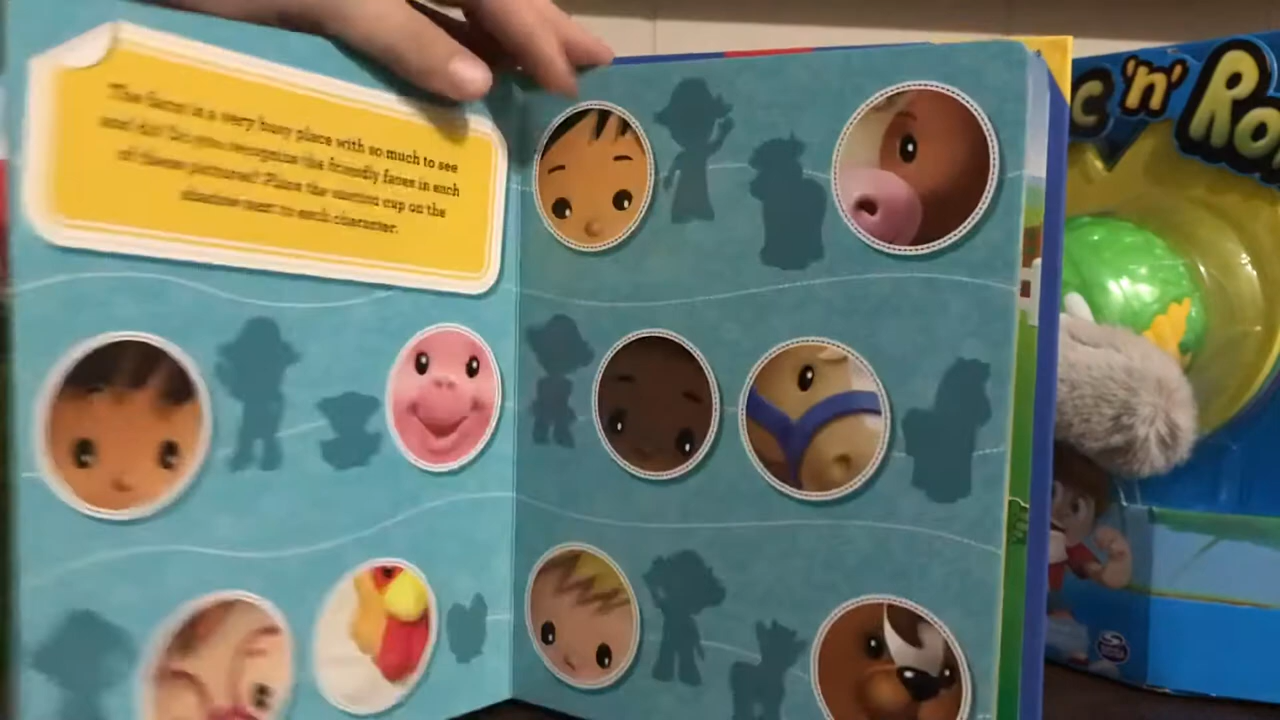 The farm is a very busy place with so much to see
and do! Do you recognize the friendly faces in each
of these pictures? Place the suction cup on the
shadow next to each character.
c 'n' Ro